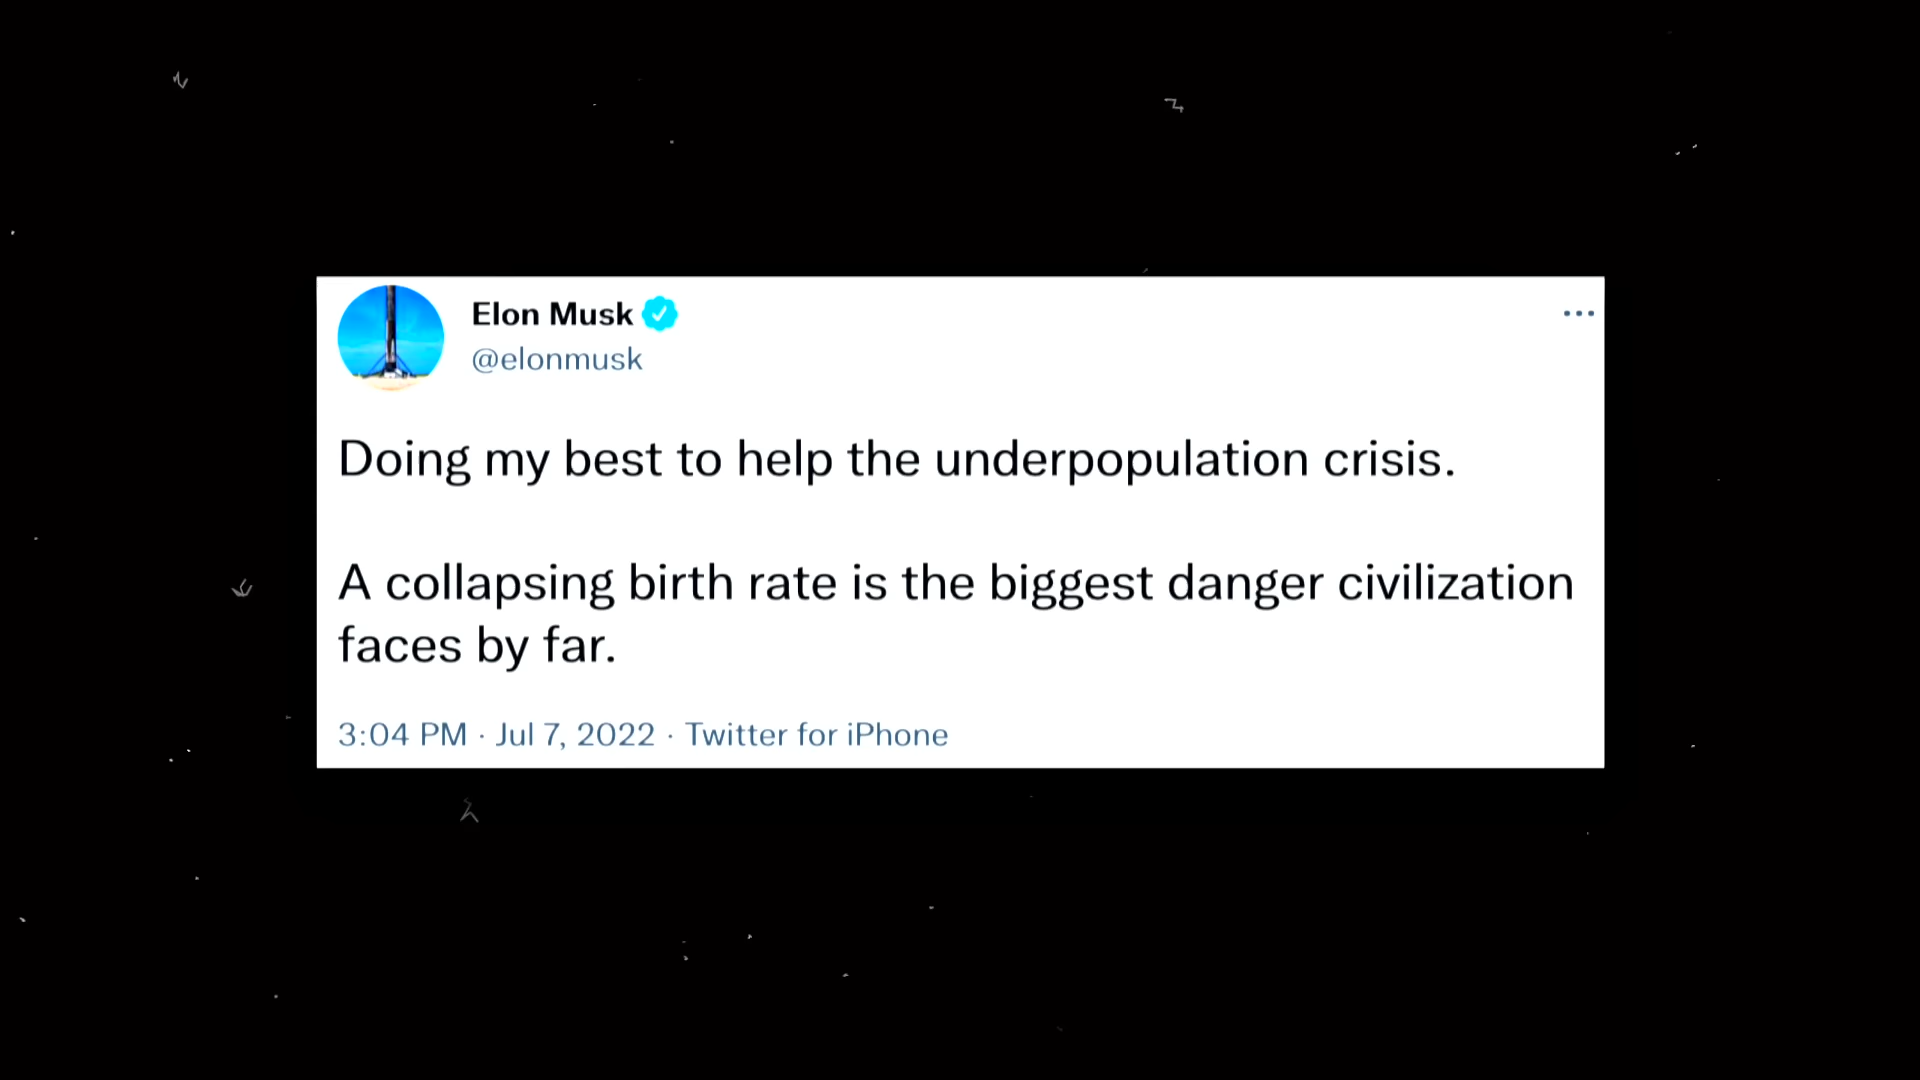 Elon Musk
@elonmusk
Doing my best to help the underpopulation crisis.
A collapsing birth rate is the biggest danger civilization
faces by far.
3:04 PM · Jul 7, 2022 · Twitter for iPhone